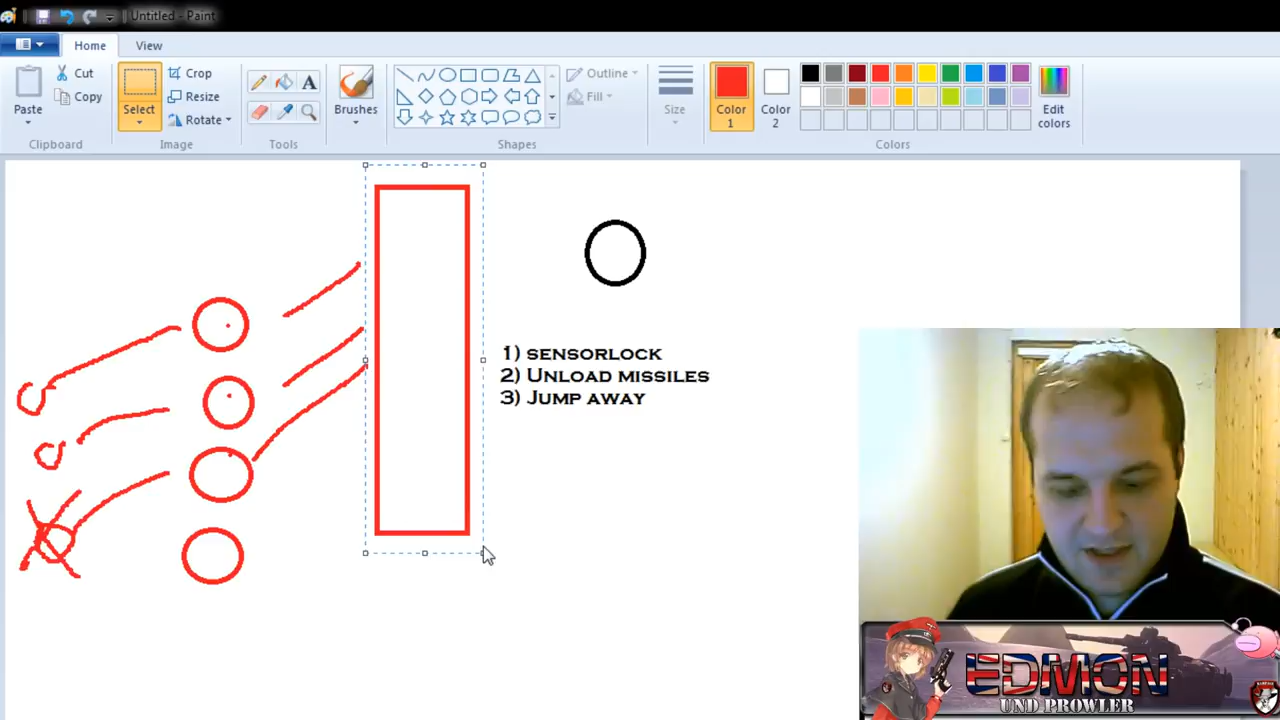 Untitled - Paint
Home
View
Paste
Cut
Copy
Clipboard
Select
Crop
Resize
Rotate
Image
A
Tools
Brushes
Outline
Fill
Shapes
Size
Color 1
Color 2
Edit colors
Colors
1) SENSORLOCK
2) UNLOAD MISSILES
3) JUMP AWAY
EDMON
UND PROWLER